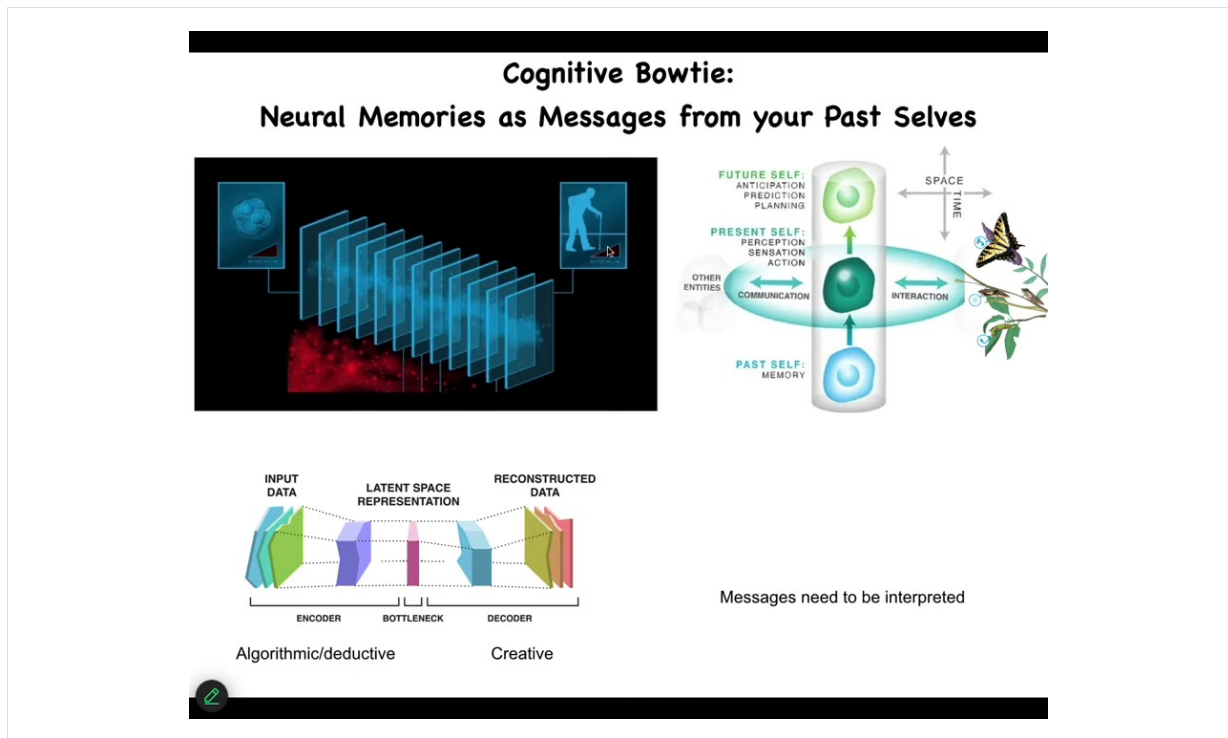 Cognitive Bowtie:
Neural Memories as Messages from your Past Selves
FUTURE SELF:
ANTICIPATION
PREDICTION
PLANNING
PRESENT SELF:
PERCEPTION
SENSATION
ACTION
OTHER
ENTITIES
COMMUNICATION
INTERACTION
PAST SELF:
MEMORY
SPACE
TIME
INPUT
DATA
LATENT SPACE
REPRESENTATION
RECONSTRUCTED
DATA
ENCODER
BOTTLENECK
DECODER
Algorithmic/deductive
Creative
Messages need to be interpreted